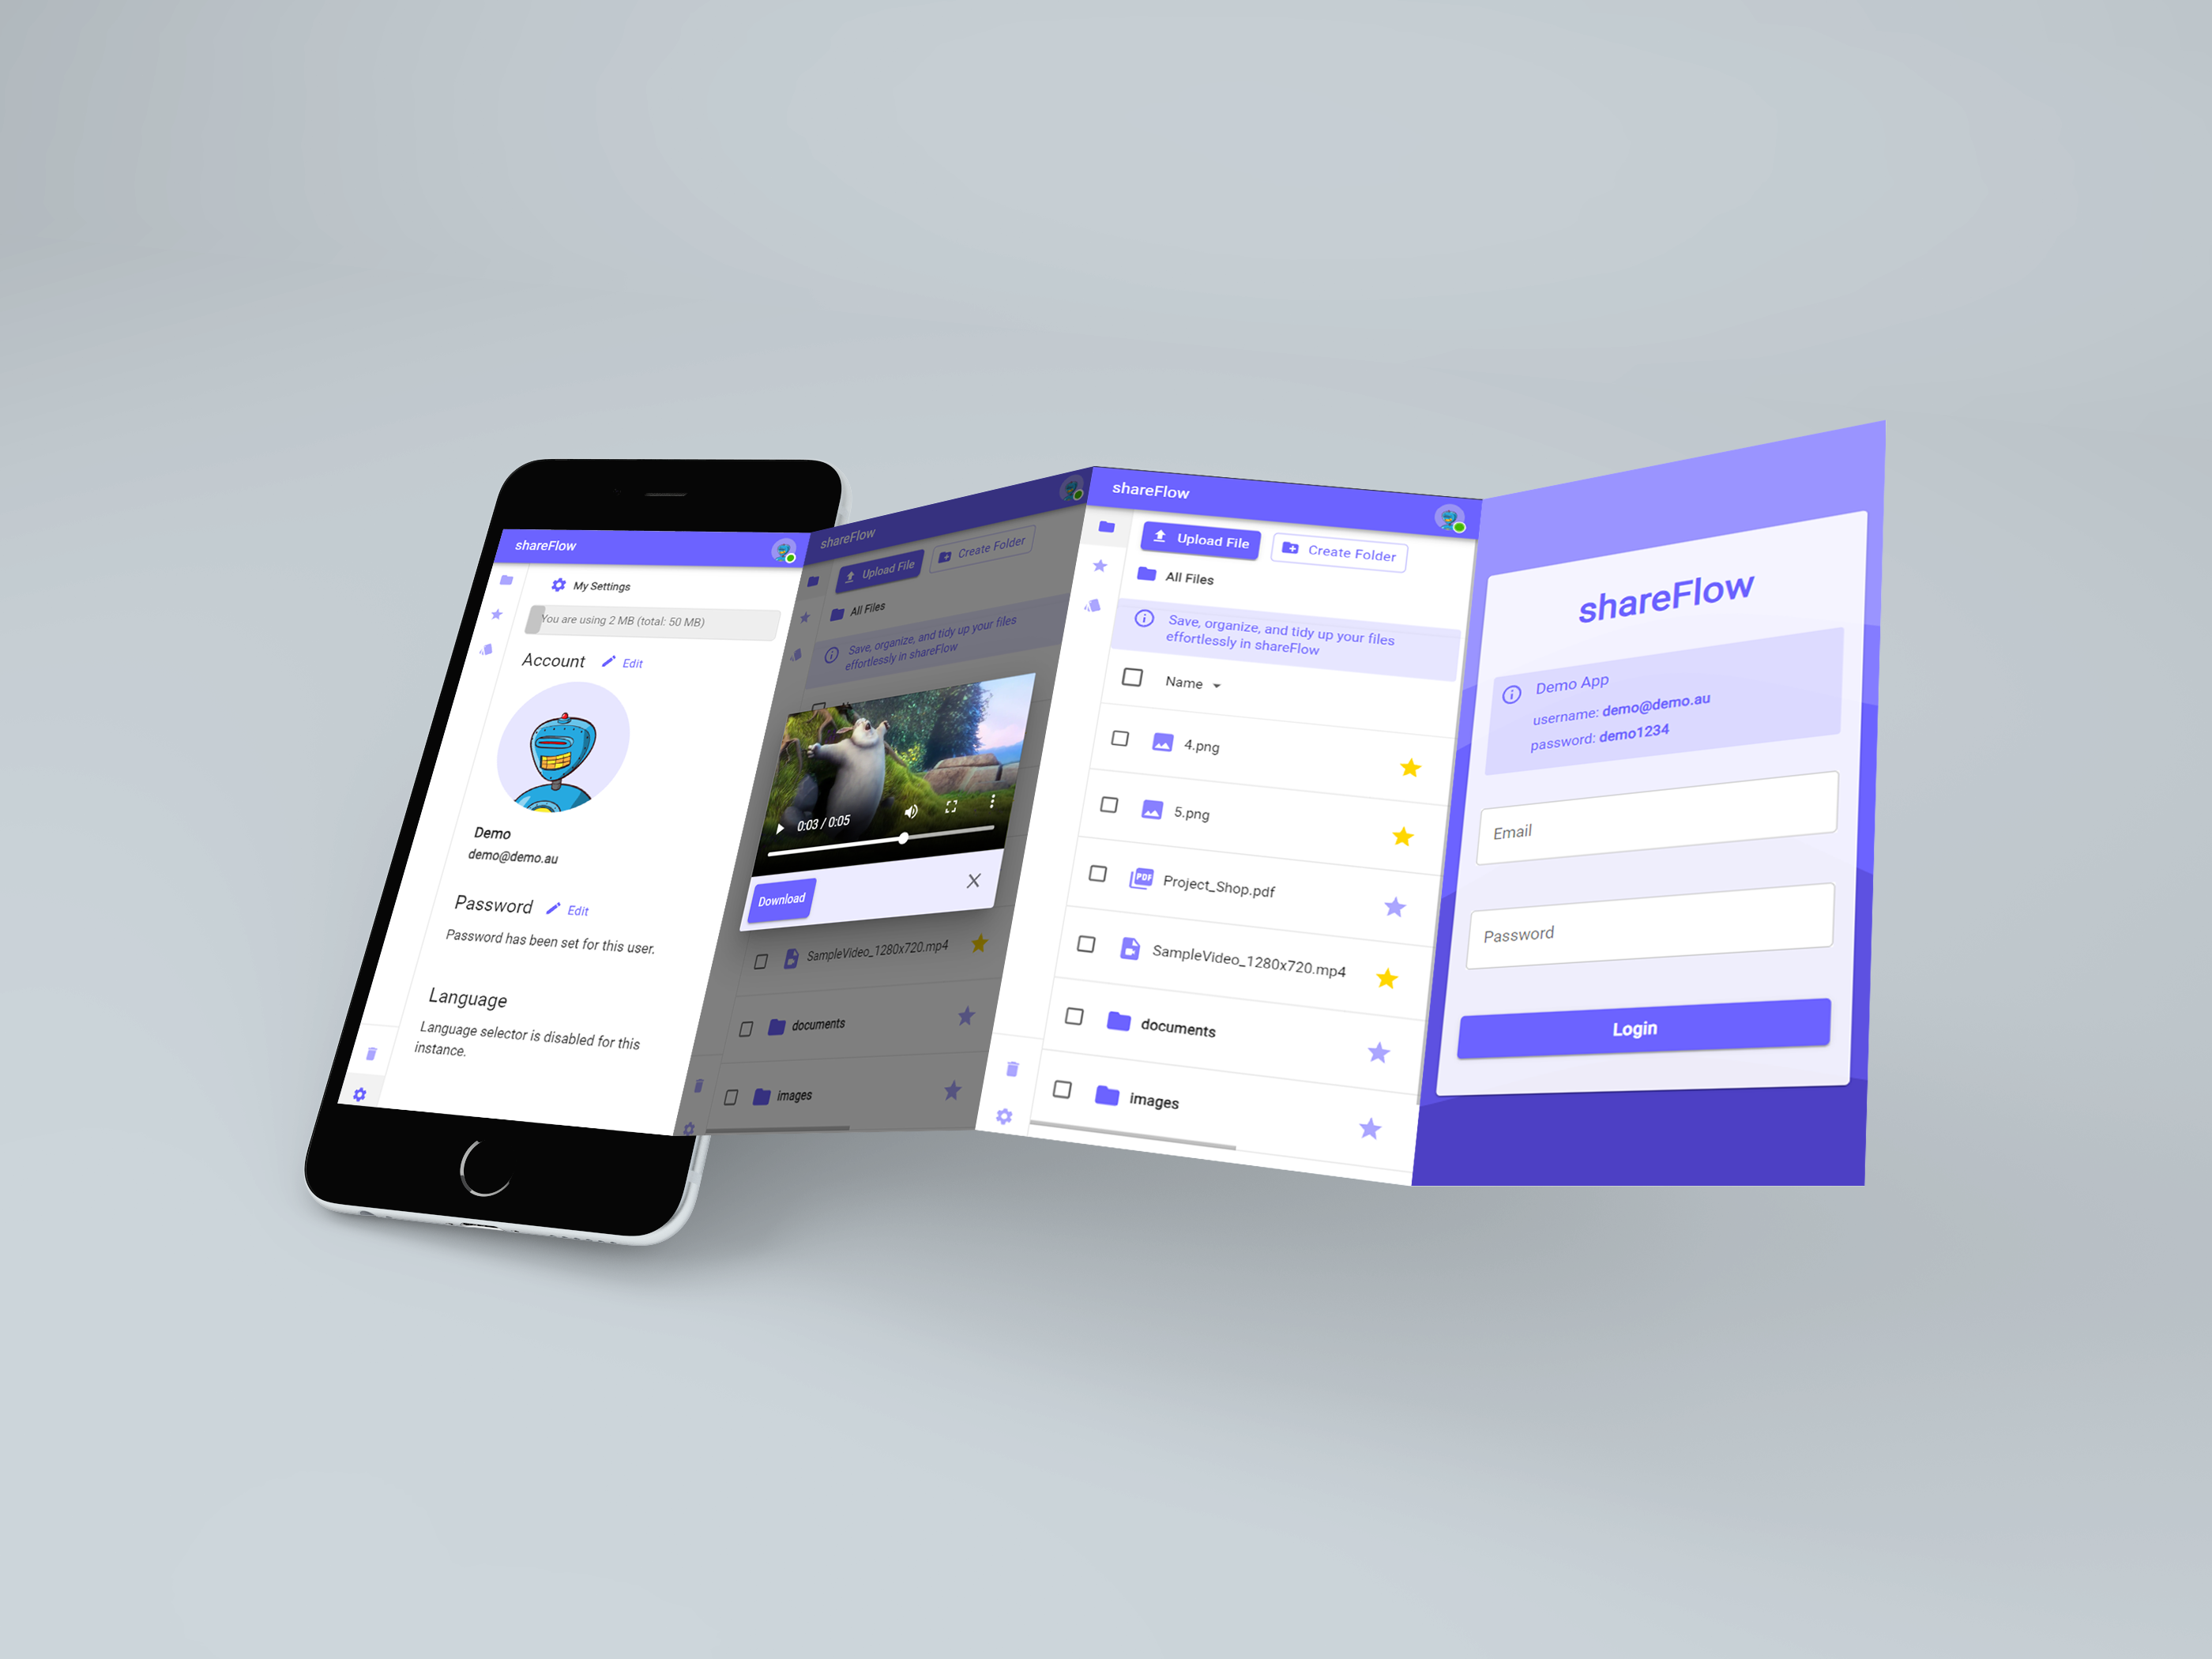 shareFlow
My Settings
You are using 2 MB (total: 50 MB)
Account
Edit
Demo
demo@demo.au
Password
Edit
Password has been set for this user.
Language
Language selector is disabled for this
instance.
shareFlow
Upload File
Create Folder
All Files
Save, organize, and tidy up your files
effortlessly in shareFlow
0:03 / 0:05
Download
SampleVideo_1280x720.mp4
documents
images
shareFlow
Upload File
Create Folder
All Files
Save, organize, and tidy up your files
effortlessly in shareFlow
Name
4.png
5.png
PDF
Project_Shop.pdf
SampleVideo_1280x720.mp4
documents
images
shareFlow
Demo App
username: demo@demo.au
password: demo1234
Email
Password
Login